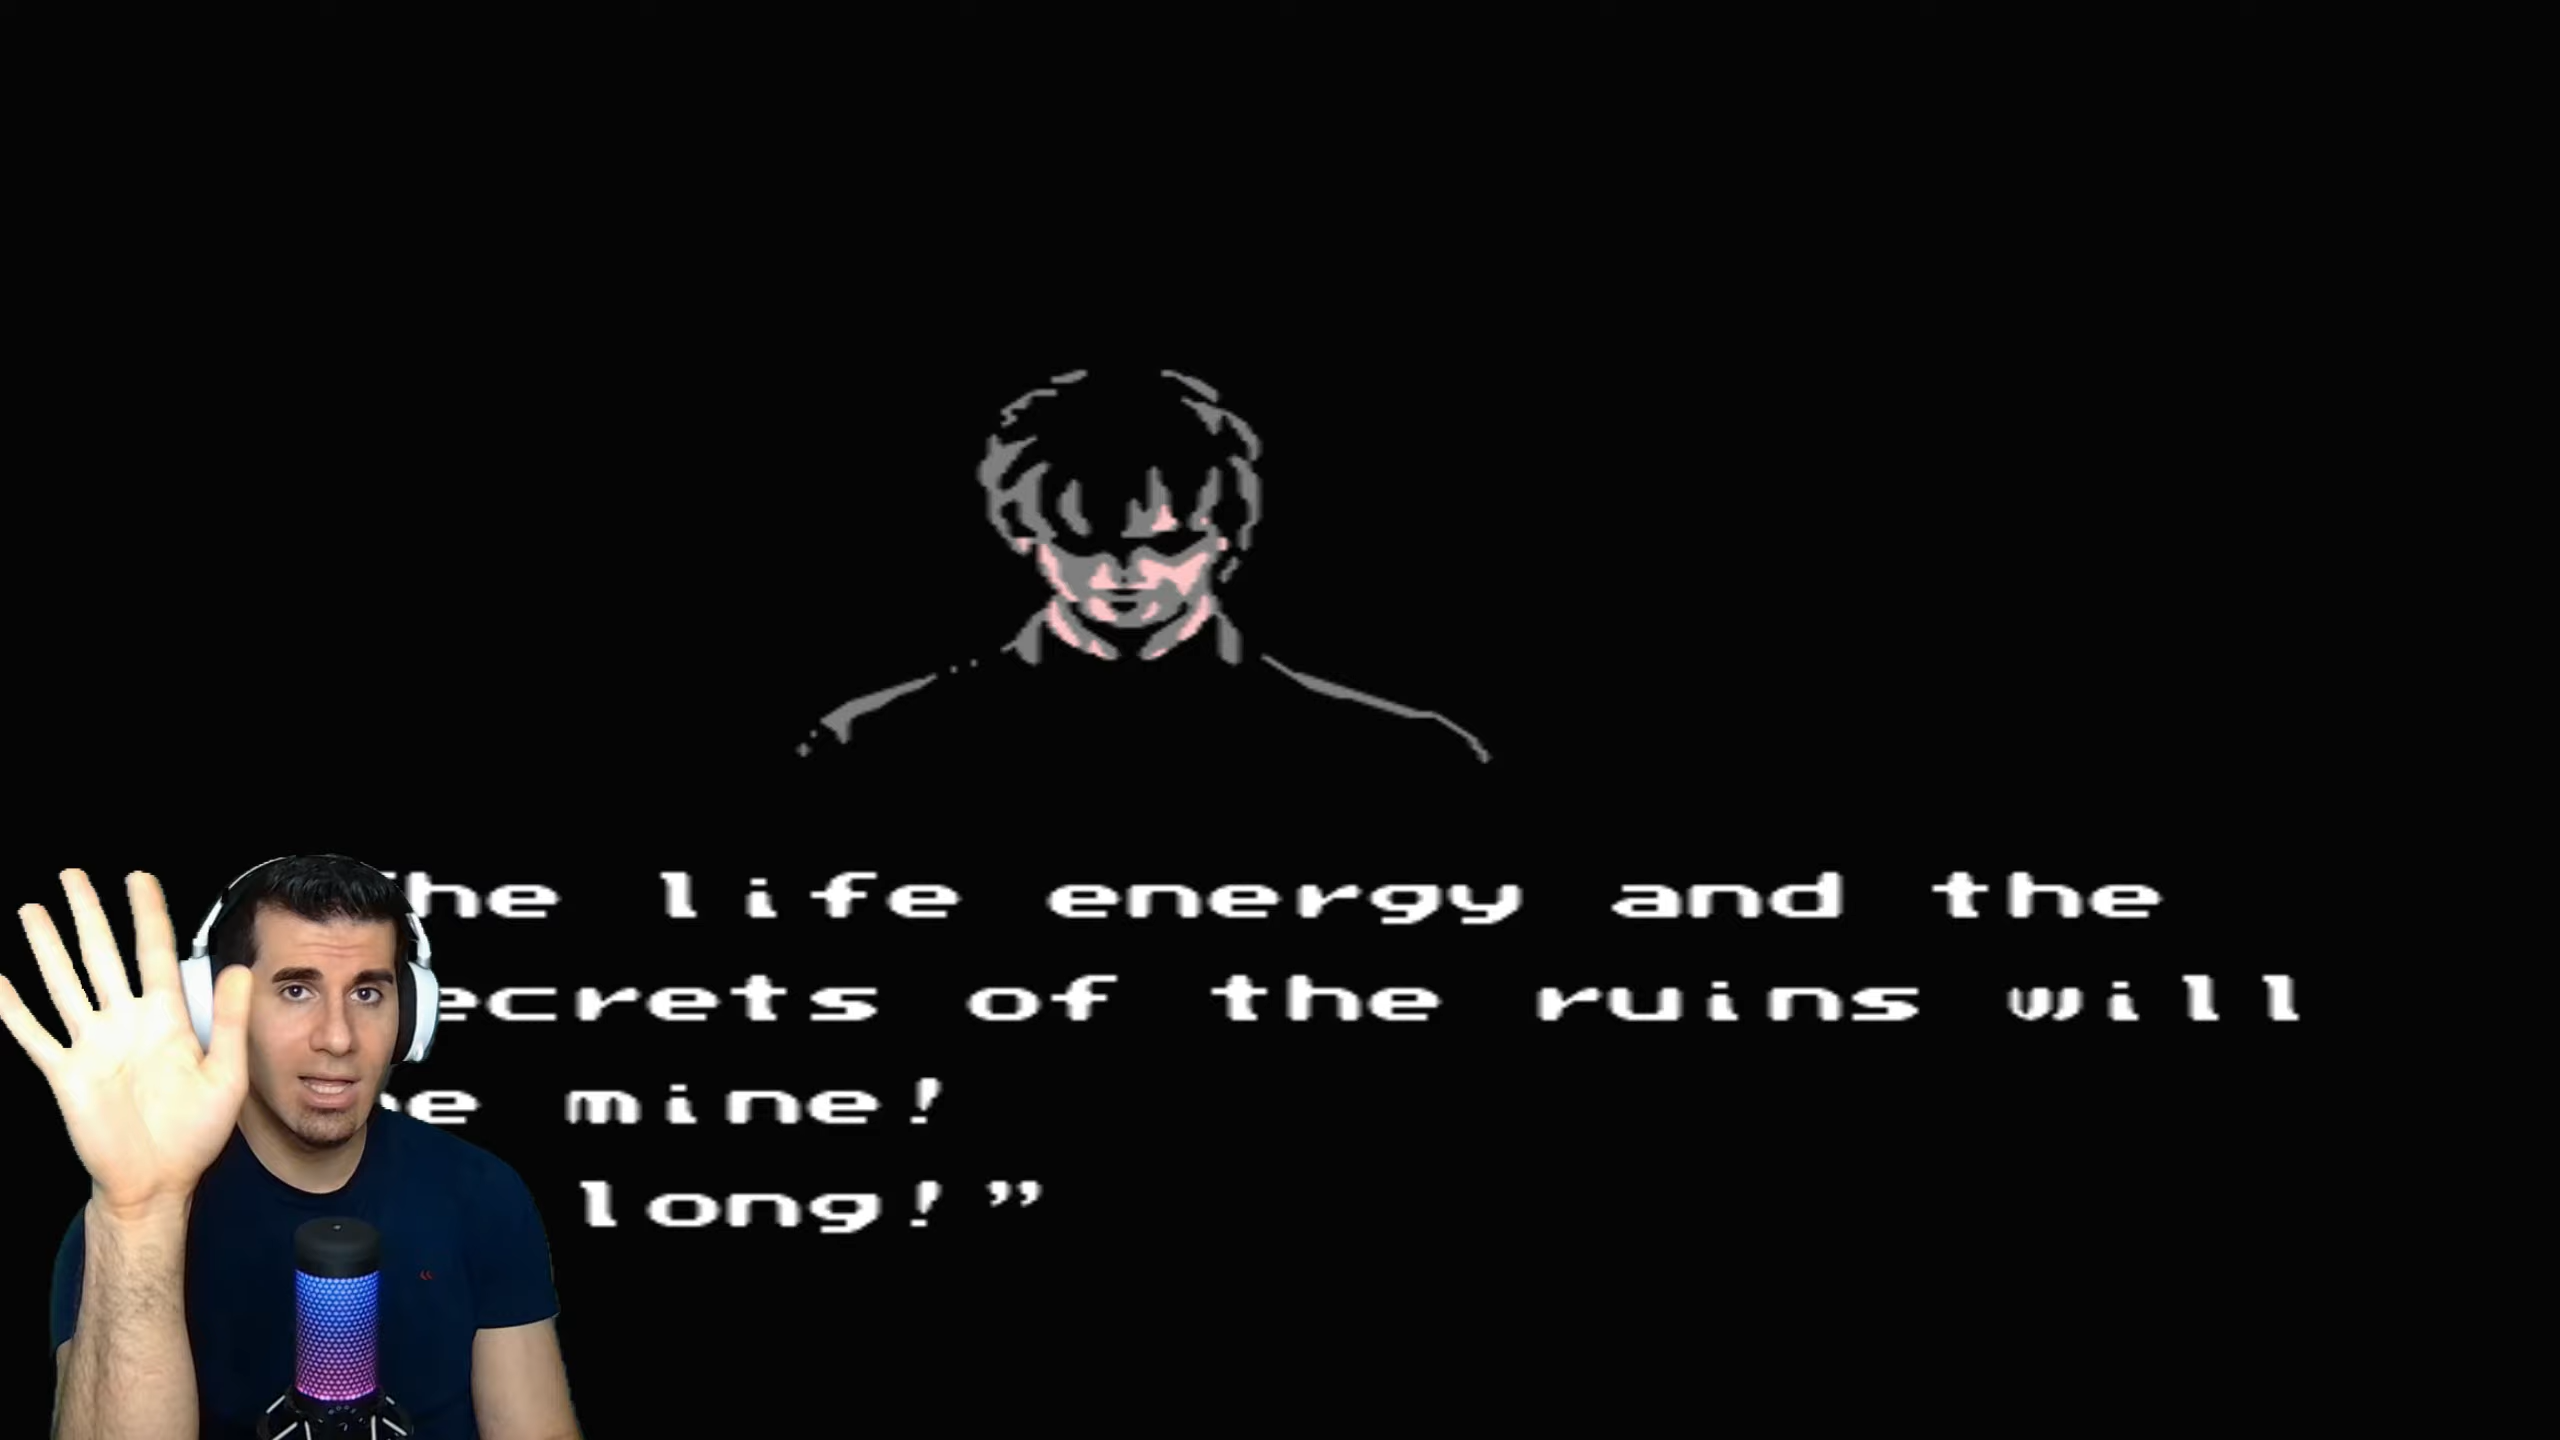 he life energy and the
ecrets of the ruins will
e mine!
long!”